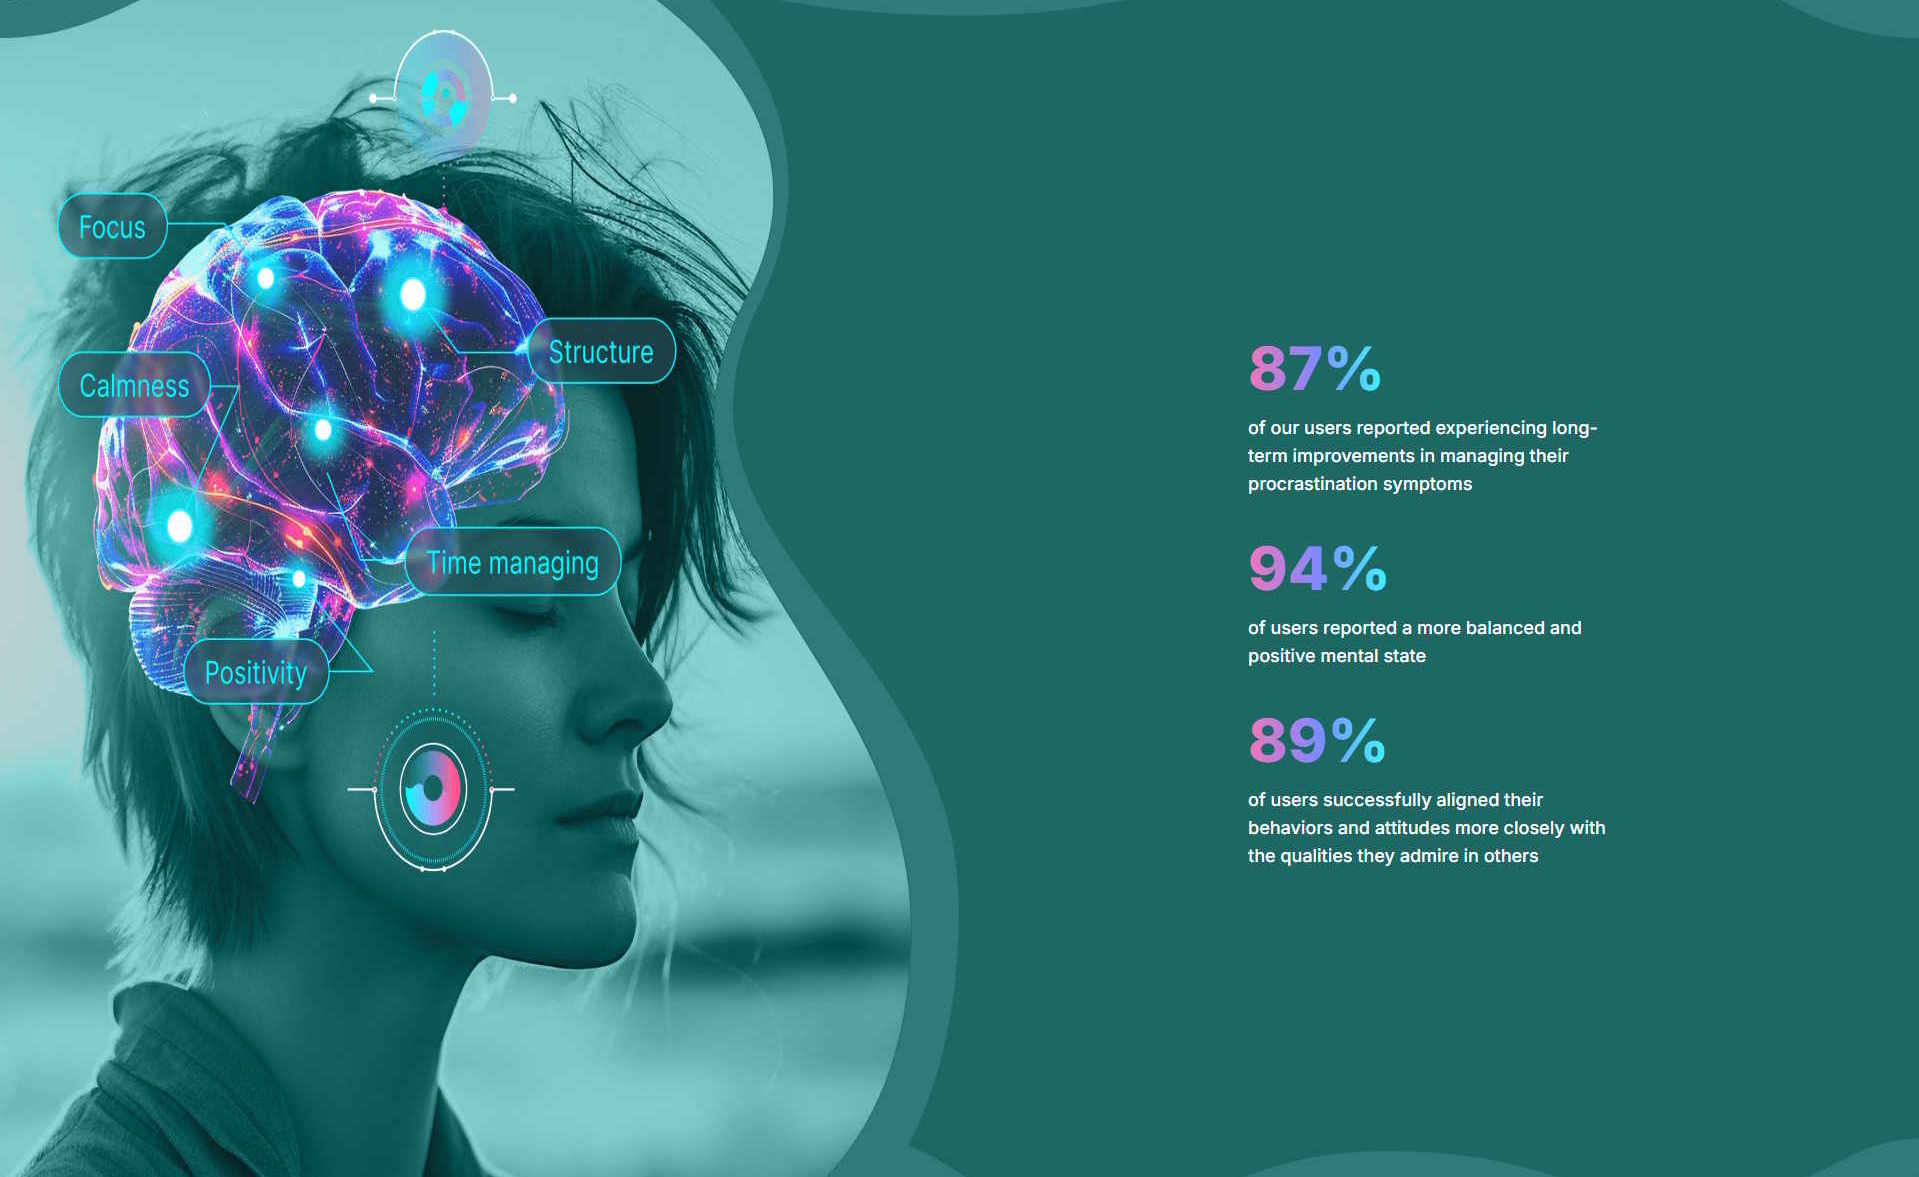 Focus
Structure
Calmness
Time managing
Positivity
87%
of our users reported experiencing long-
term improvements in managing their
procrastination symptoms
94%
of users reported a more balanced and
positive mental state
89%
of users successfully aligned their
behaviors and attitudes more closely with
the qualities they admire in others